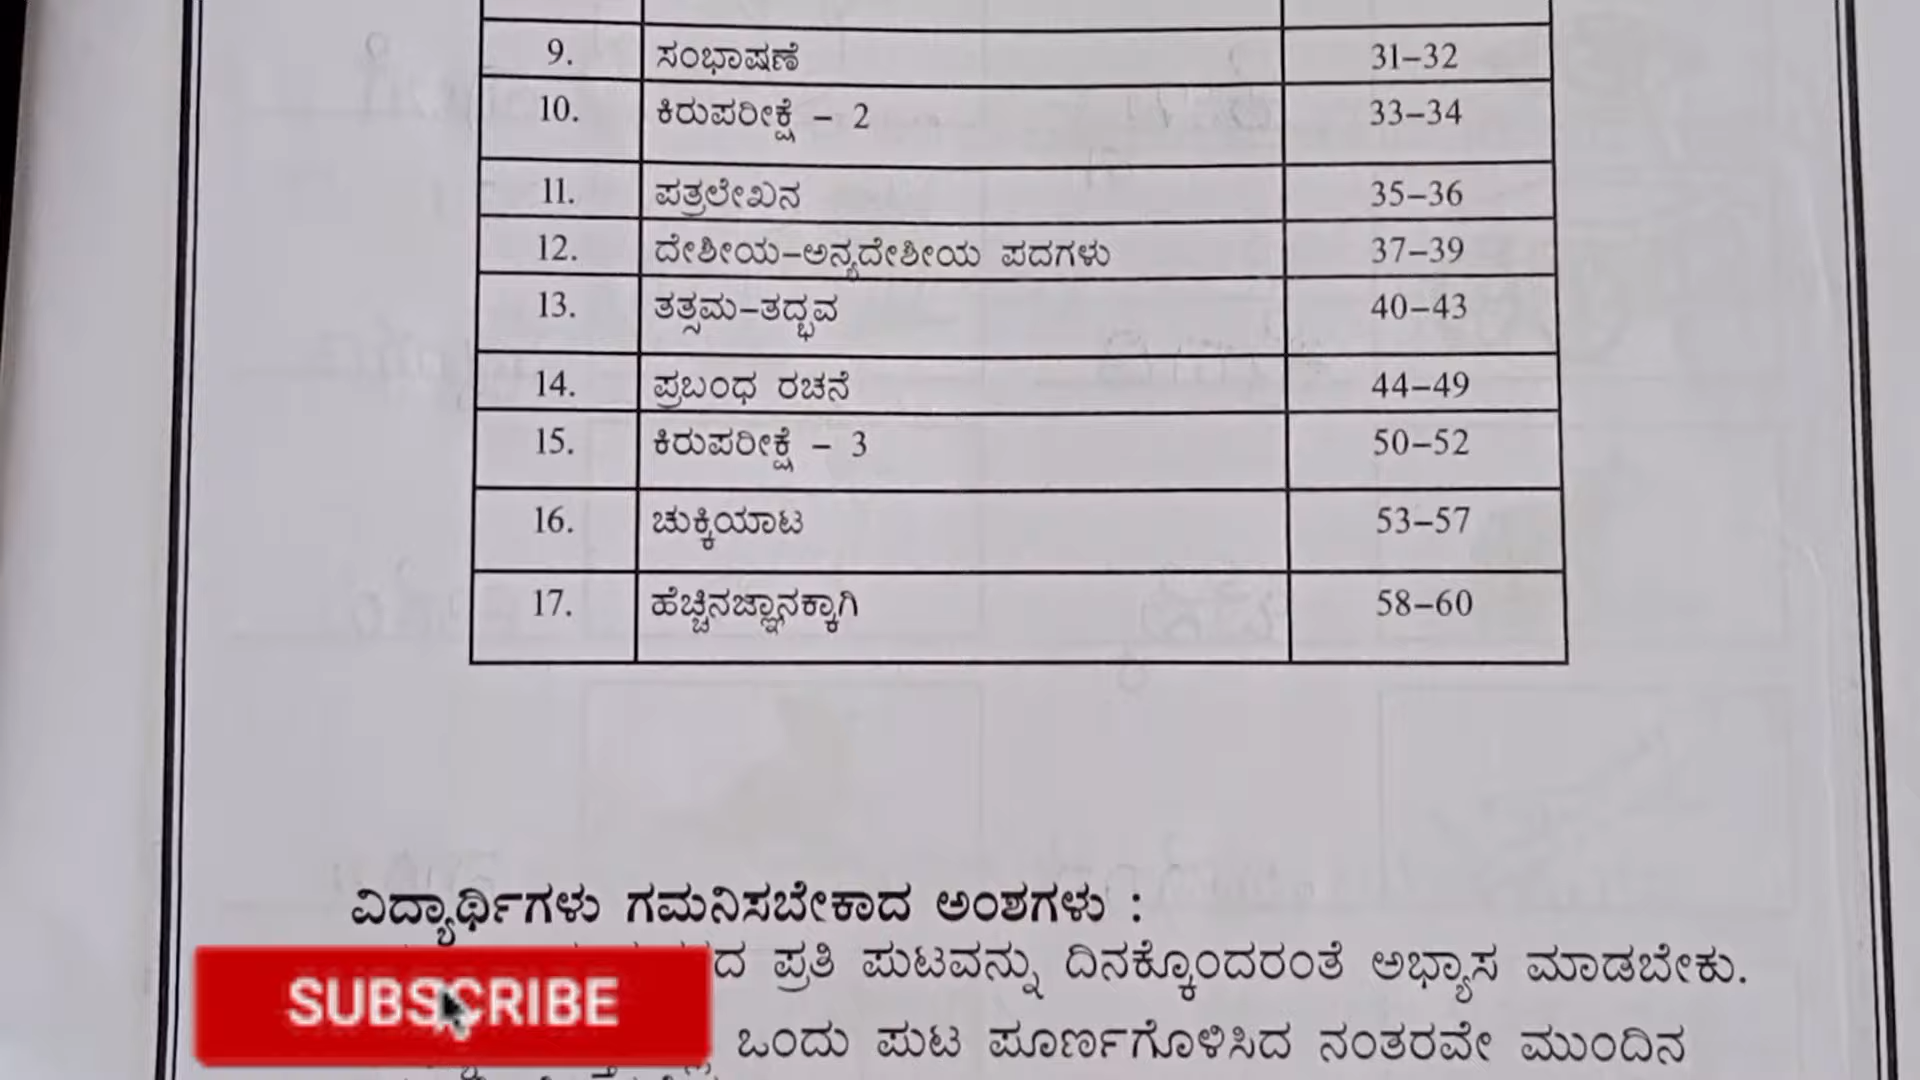 9. ಸಂಭಾಷಣೆ 31–32
10. ಕಿರುಪರೀಕ್ಷೆ – 2 33–34
11. ಪತ್ರಲೇಖನ 35–36
12. ದೇಶೀಯ–ಅನ್ಯದೇಶೀಯ ಪದಗಳು 37–39
13. ತತ್ಸಮ–ತದ್ಭವ 40–43
14. ಪ್ರಬಂಧ ರಚನೆ 44–49
15. ಕಿರುಪರೀಕ್ಷೆ – 3 50–52
16. ಚುಕ್ಕಿಯಾಟ 53–57
17. ಹೆಚ್ಚಿನಜ್ಞಾನಕ್ಕಾಗಿ 58–60
ವಿದ್ಯಾರ್ಥಿಗಳು ಗಮನಿಸಬೇಕಾದ ಅಂಶಗಳು :
ಪ್ರತಿ ಪುಟವನ್ನು ದಿನಕ್ಕೊಂದರಂತೆ ಅಭ್ಯಾಸ ಮಾಡಬೇಕು.
SUBSCRIBE
ಒಂದು ಪುಟ ಪೂರ್ಣಗೊಳಿಸಿದ ನಂತರವೇ ಮುಂದಿನ